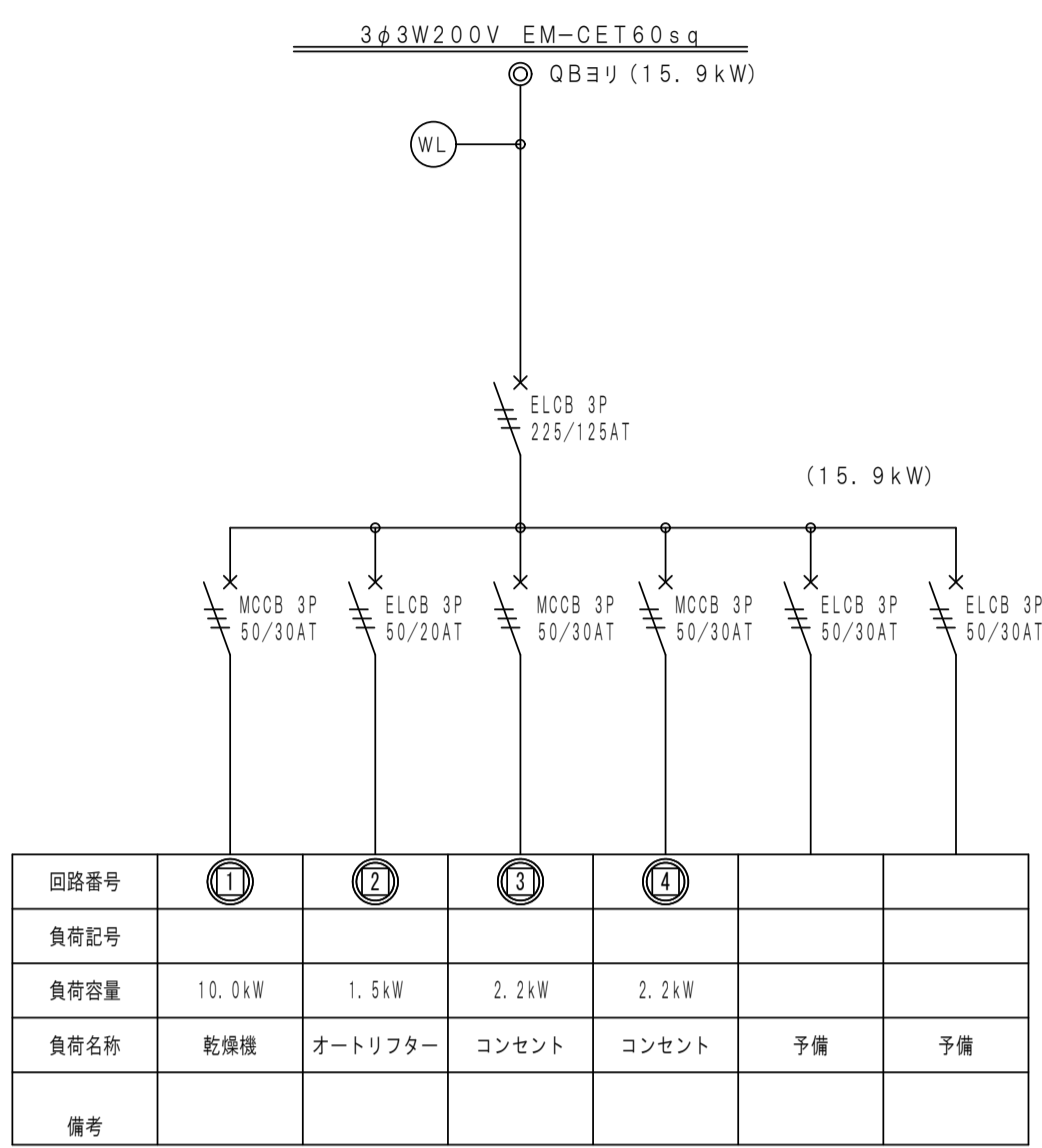 3φ3W200V EM-CET60sq
QBヨリ(15.9kW)
WL
ELCB 3P
225/125AT
(15.9kW)
MCCB 3P
50/30AT
ELCB 3P
50/20AT
MCCB 3P
50/30AT
MCCB 3P
50/30AT
ELCB 3P
50/30AT
ELCB 3P
50/30AT
回路番号 1 2 3 4
負荷記号
負荷容量 10.0kW 1.5kW 2.2kW 2.2kW
負荷名称 乾燥機 オートリフター コンセント コンセント 予備 予備
備考